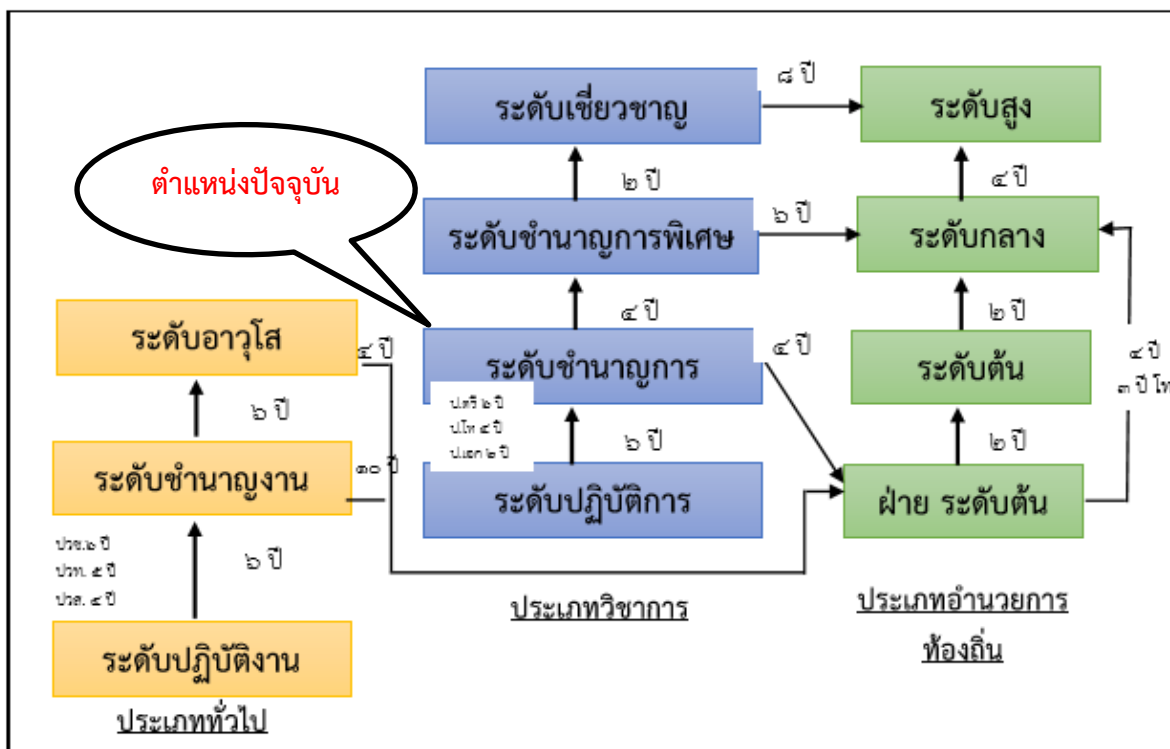 ๘ ปี
ระดับเชี่ยวชาญ
ระดับสูง
ตำแหน่งปัจจุบัน
๒ ปี
๔ ปี
ระดับชำนาญการพิเศษ
๖ ปี
ระดับกลาง
ระดับอาวุโส
๔ ปี
๔ ปี
๔ ปี
๒ ปี
ระดับชำนาญการ
ระดับต้น
๔ ปี
๓ ปี โท
๖ ปี
ป.ตรี ๖ ปี
ป.โท ๔ ปี
ป.เอก ๒ ปี
๖ ปี
๒ ปี
ระดับชำนาญงาน
๑๐ ปี
ระดับปฏิบัติการ
ฝ่าย ระดับต้น
ปวช.๖ ปี
ปวท. ๕ ปี
ปวส. ๔ ปี
๖ ปี
ประเภทวิชาการ
ประเภทอำนวยการ
ท้องถิ่น
ระดับปฏิบัติงาน
ประเภททั่วไป